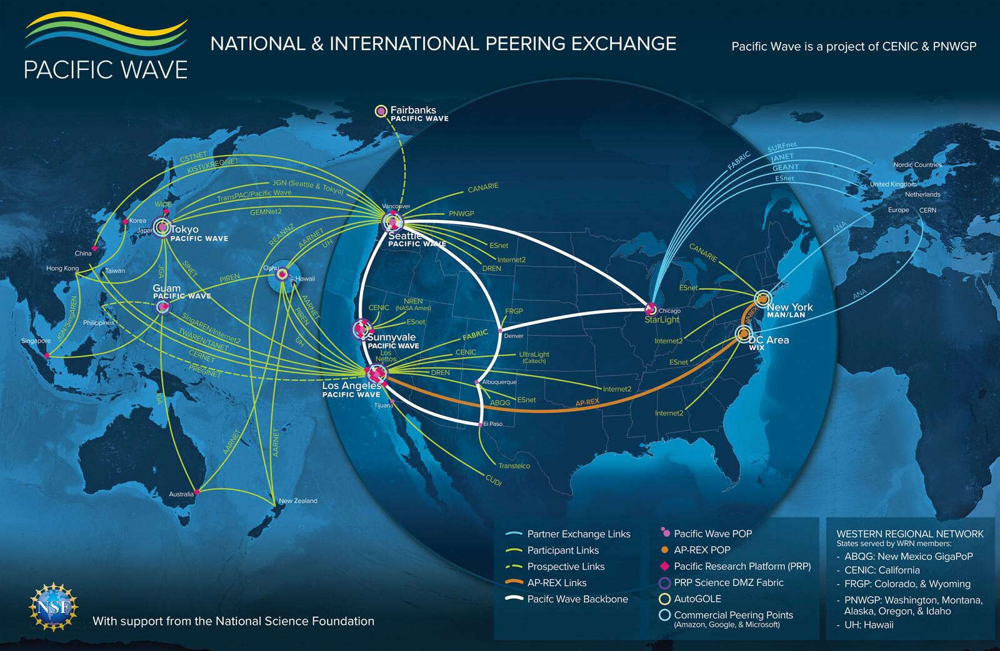 PACIFIC WAVE
NATIONAL & INTERNATIONAL PEERING EXCHANGE
Pacific Wave is a project of CENIC & PNWGP
Fairbanks
PACIFIC WAVE
CSTNET
KISTI/KREONET
JGN (Seattle & Tokyo)
TransPAC/Pacific Wave
GEMNet2
WIDE
Korea
Japan
Tokyo
PACIFIC WAVE
China
Hong Kong
Taiwan
JGA
SINET
PIREN
REANNZ
AARNET
UH
Oahu
Hawaii
Guam
PACIFIC WAVE
Philippines
Singapore
JGN/SingAREN
SingAREN/Internet2
TWAREN/TANET
CERNET
PREGINET
AARNET
PIREN
UH
JGA
AARNET
AARNET
Australia
New Zealand
Vancouver
Seattle
PACIFIC WAVE
CANARIE
PNWGP
ESnet
Internet2
DREN
CENIC
NREN
(NASA Ames)
ESnet
Sunnyvale
PACIFIC WAVE
Los
Nettos
Los Angeles
PACIFIC WAVE
Tijuana
FABRIC
CENIC
UltraLight
(Caltech)
DREN
Internet2
ESnet
FRGP
Denver
Albuquerque
ABQG
El Paso
Transtelco
CUDI
AP-REX
Chicago
StarLight
FABRIC
SURFnet
JANET
GEANT
ESnet
Nordic Countries
United Kingdom
Netherlands
Europe
CERN
ANA
ANA
CANARIE
ESnet
Internet2
ESnet
Internet2
New York
MAN/LAN
AP-REX
DC Area
WIX
Partner Exchange Links
Participant Links
Prospective Links
AP-REX Links
Pacifc Wave Backbone
Pacific Wave POP
AP-REX POP
Pacific Research Platform (PRP)
PRP Science DMZ Fabric
AutoGOLE
Commercial Peering Points
(Amazon, Google, & Microsoft)
WESTERN REGIONAL NETWORK
States served by WRN members:
- ABQG: New Mexico GigaPoP
- CENIC: California
- FRGP: Colorado, & Wyoming
- PNWGP: Washington, Montana,
Alaska, Oregon, & Idaho
- UH: Hawaii
NSF
With support from the National Science Foundation